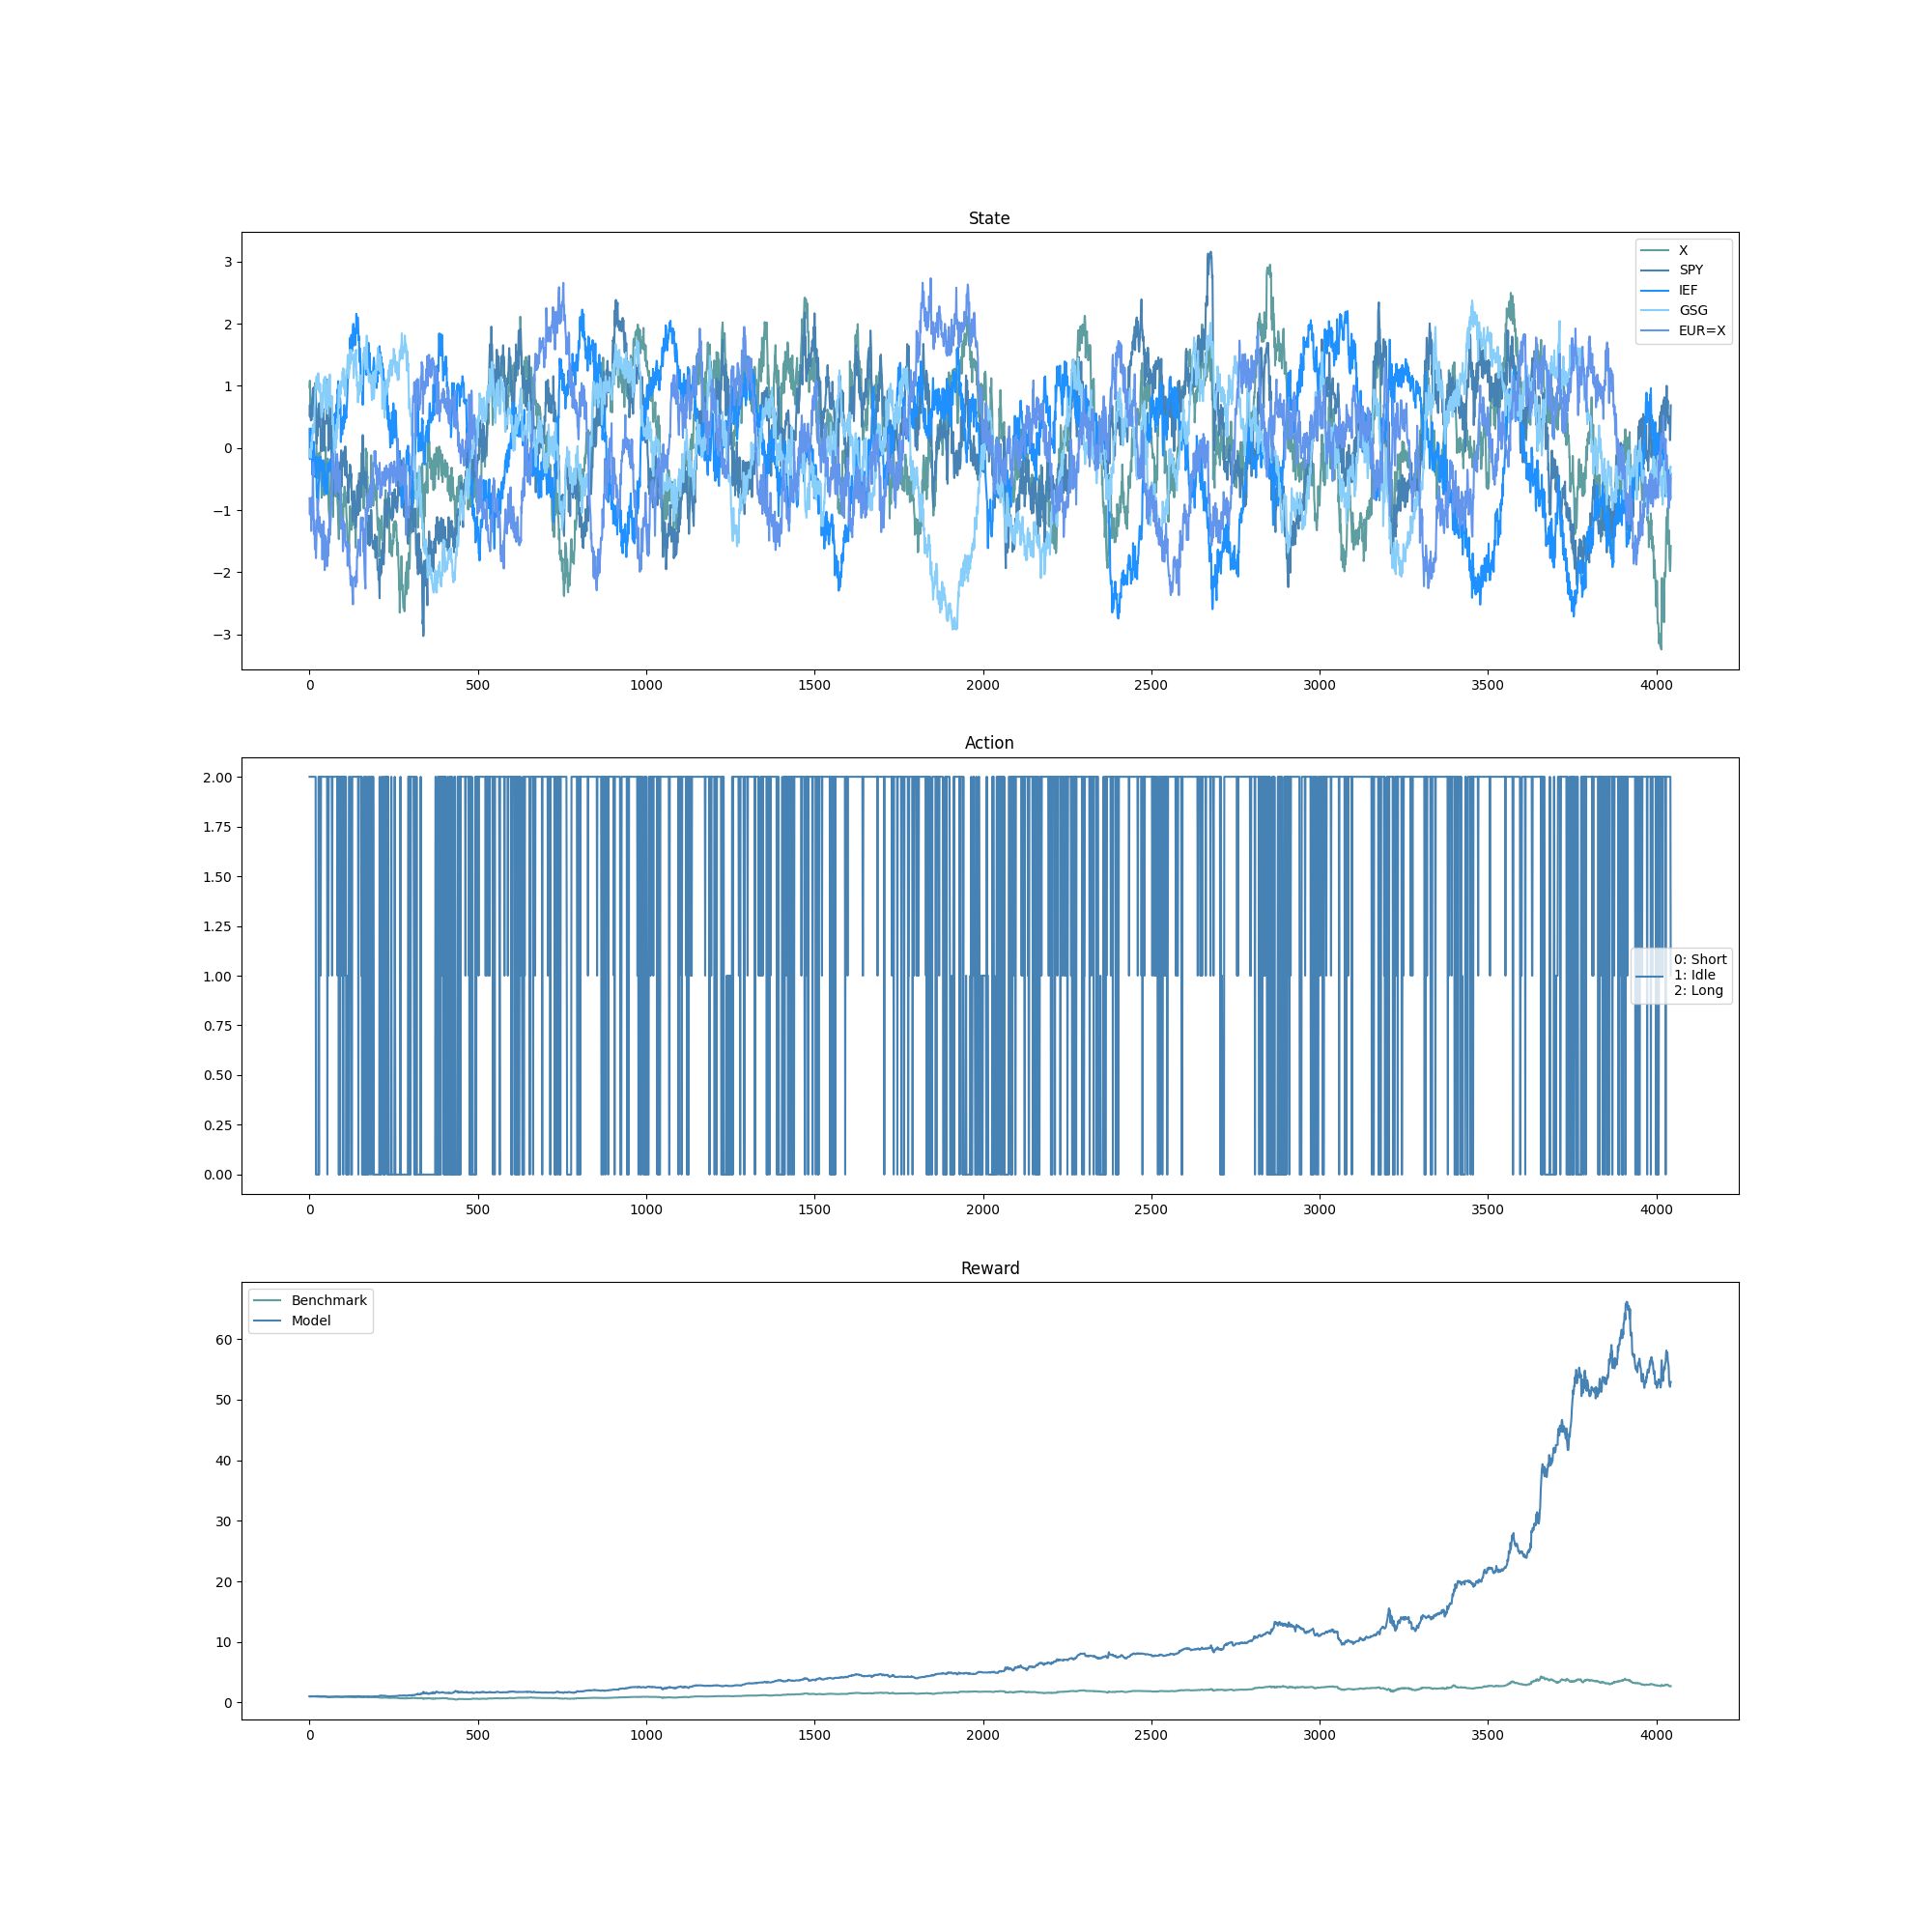 State
3
2
1
0
−1
−2
−3
X
SPY
IEF
GSG
EUR=X
0 500 1000 1500 2000 2500 3000 3500 4000
Action
2.00
1.75
1.50
1.25
1.00
0.75
0.50
0.25
0.00
0: Short
1: Idle
2: Long
0 500 1000 1500 2000 2500 3000 3500 4000
Reward
Benchmark
Model
60
50
40
30
20
10
0
0 500 1000 1500 2000 2500 3000 3500 4000